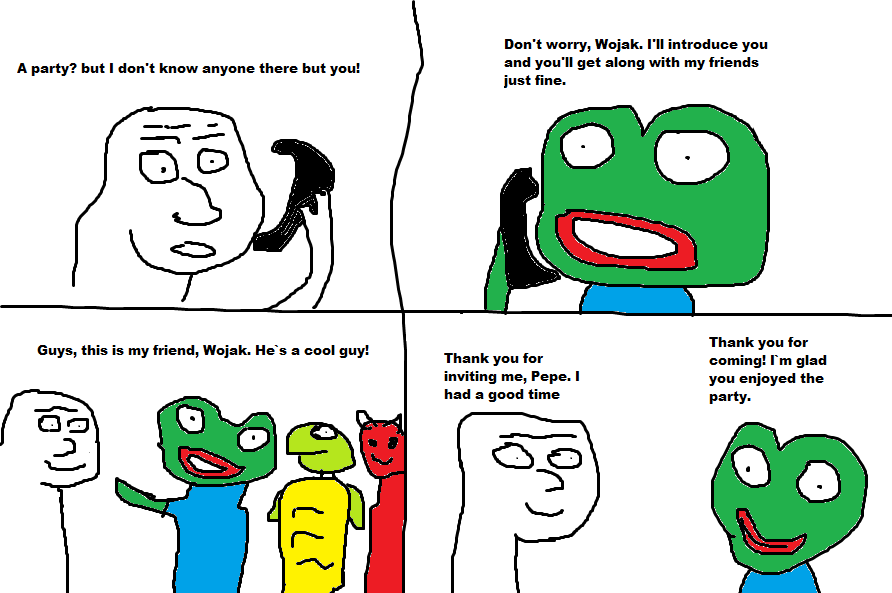 A party? but I don't know anyone there but you!
Don't worry, Wojak. I'll introduce you
and you'll get along with my friends
just fine.
Guys, this is my friend, Wojak. He`s a cool guy!
Thank you for
inviting me, Pepe. I
had a good time
Thank you for
coming! I`m glad
you enjoyed the
party.